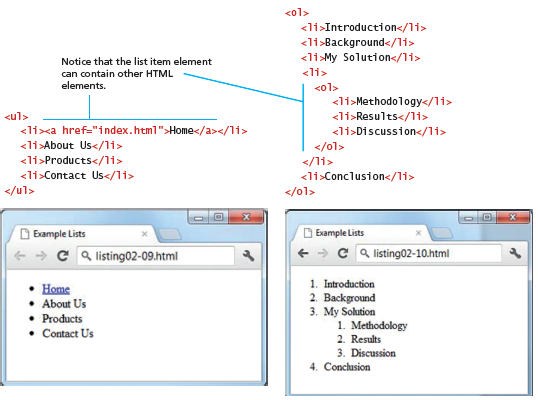 Notice that the list item element
can contain other HTML
elements.
<ul>
<li><a href="index.html">Home</a></li>
<li>About Us</li>
<li>Products</li>
<li>Contact Us</li>
</ul>
<ol>
<li>Introduction</li>
<li>Background</li>
<li>My Solution</li>
<li>
<ol>
<li>Methodology</li>
<li>Results</li>
<li>Discussion</li>
</ol>
</li>
<li>Conclusion</li>
</ol>
Example Lists
listing02-09.html
• Home
• About Us
• Products
• Contact Us
Example Lists
listing02-10.html
1. Introduction
2. Background
3. My Solution
1. Methodology
2. Results
3. Discussion
4. Conclusion